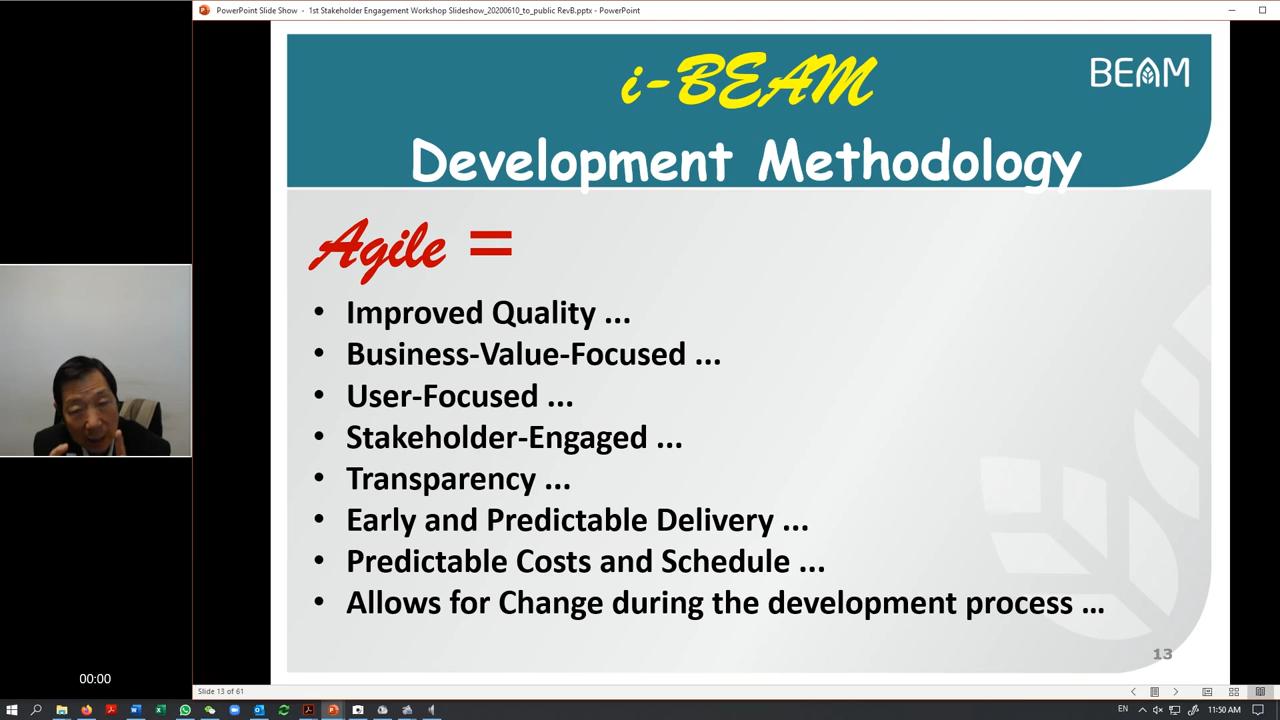 PowerPoint Slide Show - 1st Stakeholder Engagement Workshop Slideshow_20200610_to_public RevB.pptx - PowerPoint
i-BEAM
BEAM
Development Methodology
Agile =
• Improved Quality ...
• Business-Value-Focused ...
• User-Focused ...
• Stakeholder-Engaged ...
• Transparency ...
• Early and Predictable Delivery ...
• Predictable Costs and Schedule ...
• Allows for Change during the development process ...
13
00:00
Slide 13 of 61
EN 11:50 AM